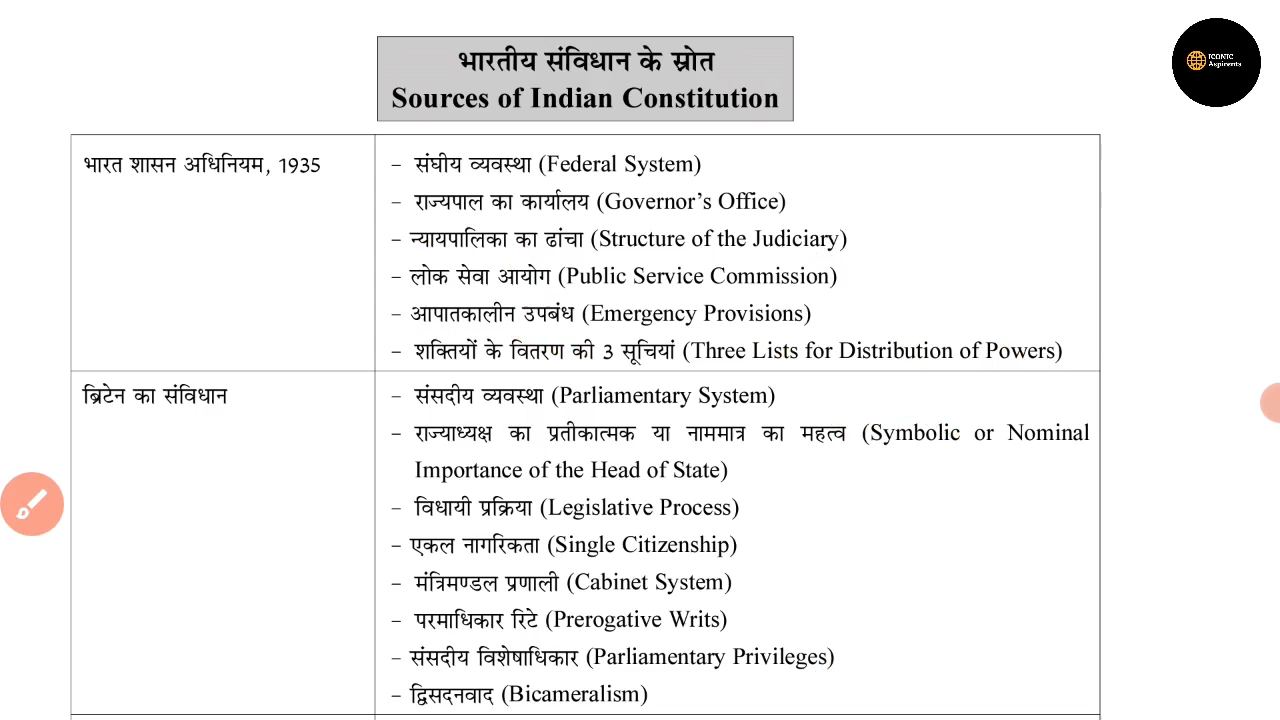 भारतीय संविधान के स्रोत
Sources of Indian Constitution
ICONIC
Aspirents
भारत शासन अधिनियम, 1935
– संघीय व्यवस्था (Federal System)
– राज्यपाल का कार्यालय (Governor's Office)
– न्यायपालिका का ढांचा (Structure of the Judiciary)
– लोक सेवा आयोग (Public Service Commission)
– आपातकालीन उपबंध (Emergency Provisions)
– शक्तियों के वितरण की 3 सूचियां (Three Lists for Distribution of Powers)
ब्रिटेन का संविधान
– संसदीय व्यवस्था (Parliamentary System)
– राज्याध्यक्ष का प्रतीकात्मक या नाममात्र का महत्व (Symbolic or Nominal
Importance of the Head of State)
– विधायी प्रक्रिया (Legislative Process)
– एकल नागरिकता (Single Citizenship)
– मंत्रिमण्डल प्रणाली (Cabinet System)
– परमाधिकार रिटे (Prerogative Writs)
– संसदीय विशेषाधिकार (Parliamentary Privileges)
– द्विसदनवाद (Bicameralism)